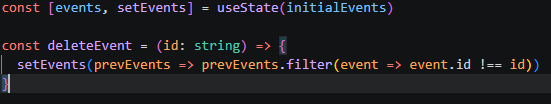 const [events, setEvents] = useState(initialEvents)
const deleteEvent = (id: string) => {
setEvents(prevEvents => prevEvents.filter(event => event.id !== id))
}